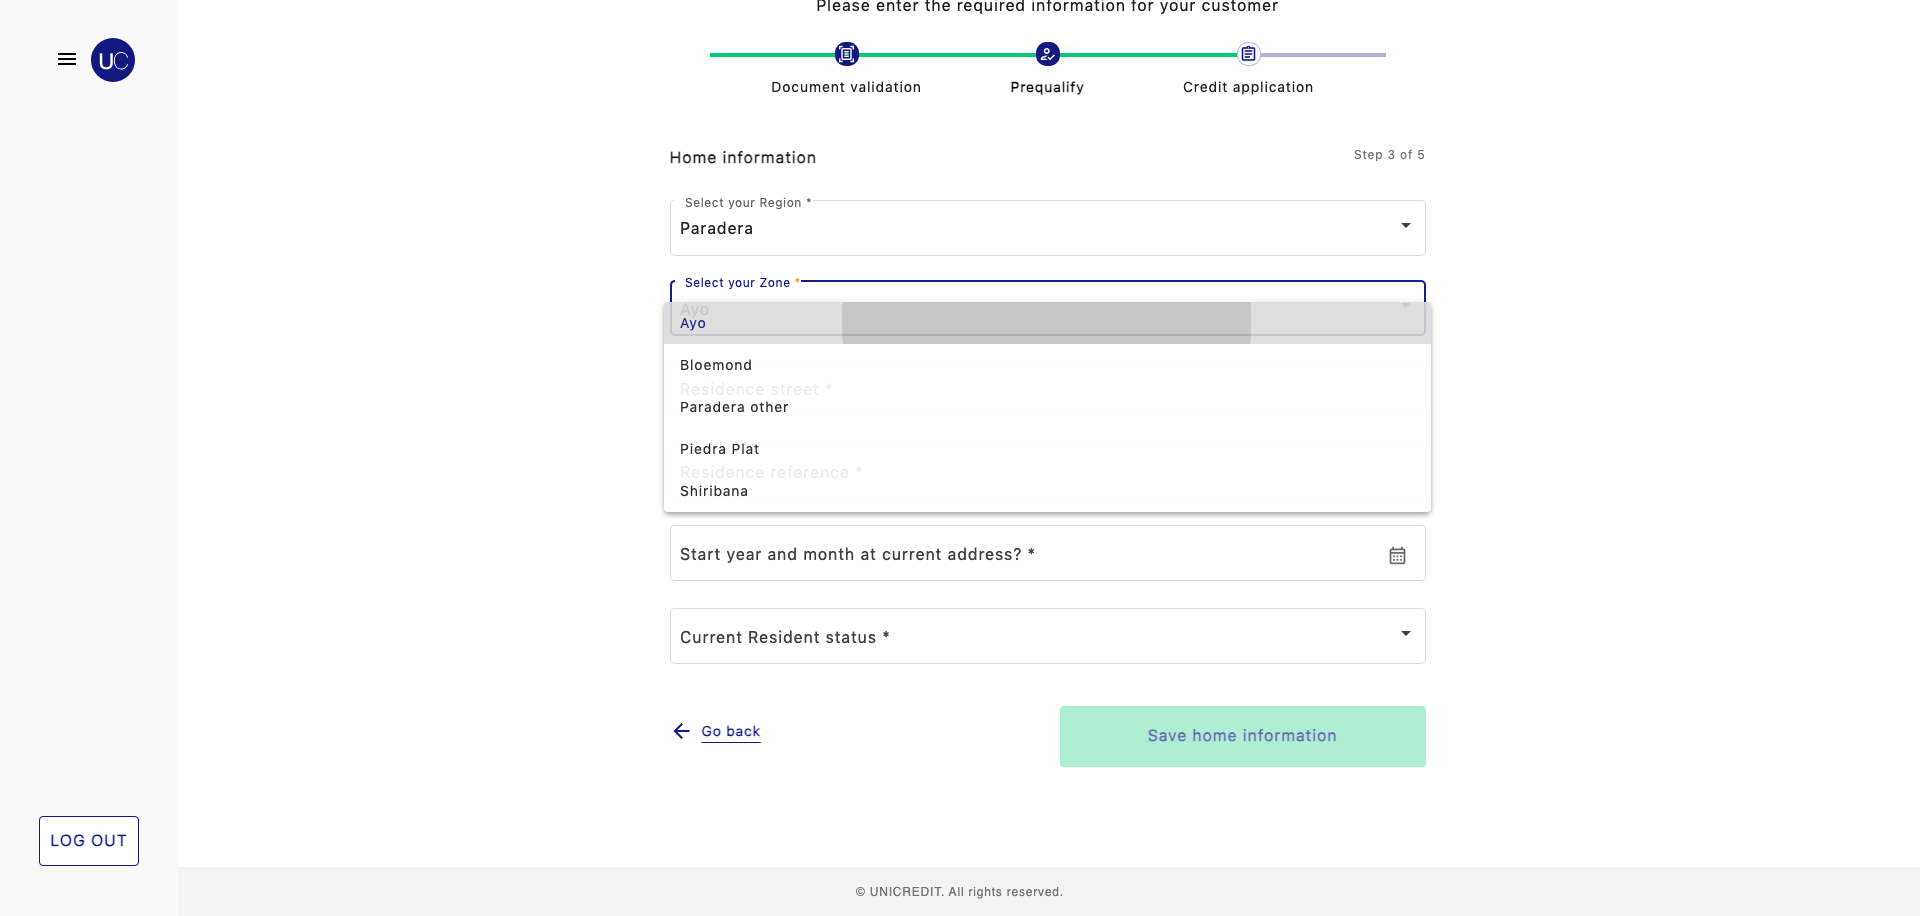 Please enter the required information for your customer
UC
Document validation
Prequalify
Credit application
Home information
Step 3 of 5
Select your Region *
Paradera
Select your Zone *
Ayo
Ayo
Bloemond
Residence street *
Paradera other
Piedra Plat
Residence reference *
Shiribana
Start year and month at current address? *
Current Resident status *
Go back
Save home information
LOG OUT
© UNICREDIT. All rights reserved.